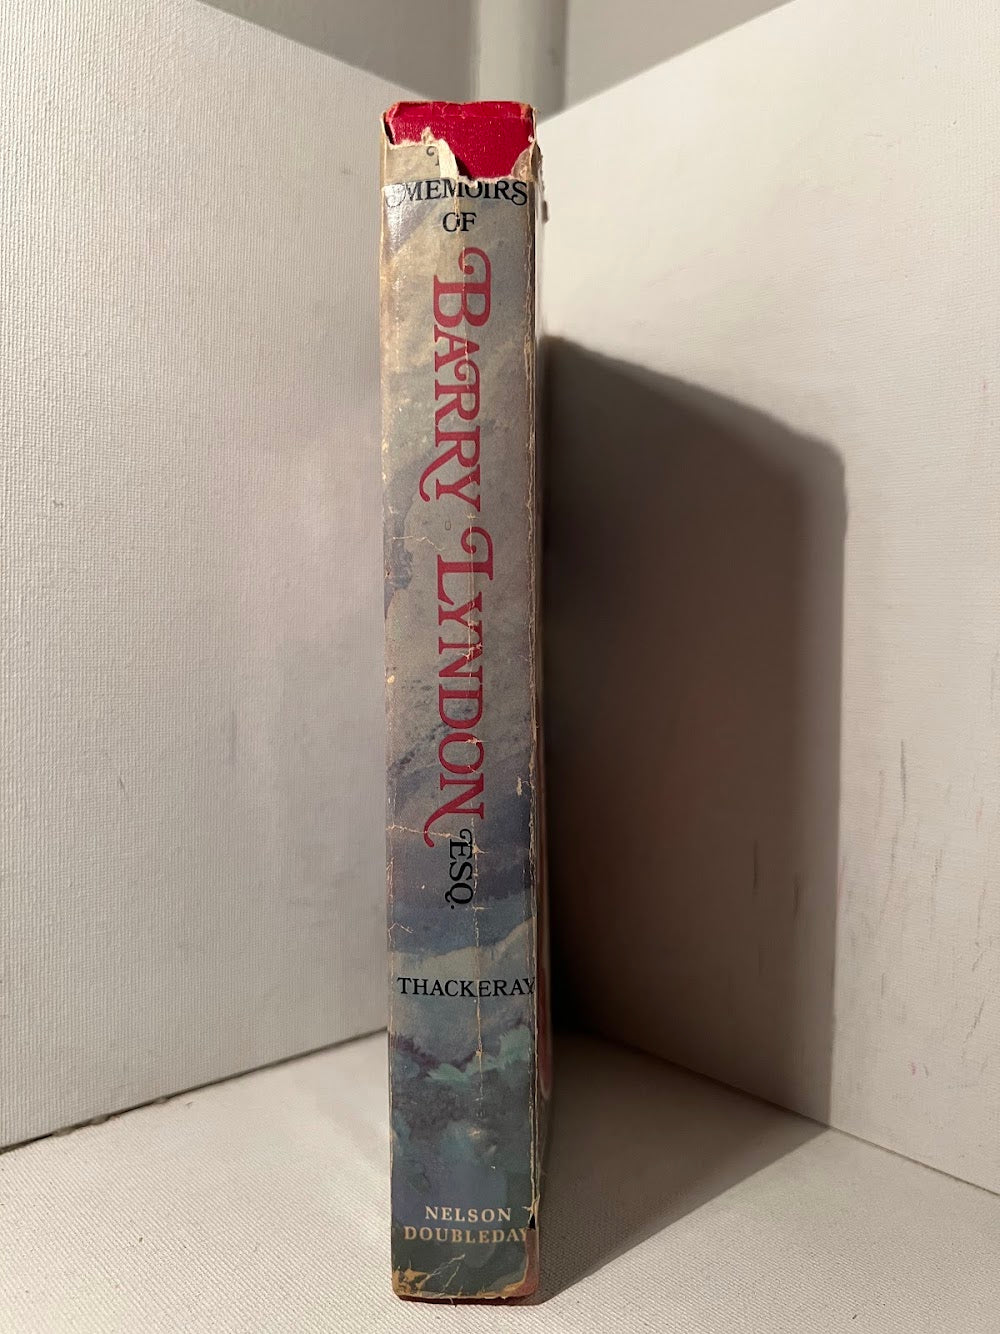 MEMOIRS
OF
BARRY LYNDON ESQ.
THACKERAY
NELSON
DOUBLEDAY